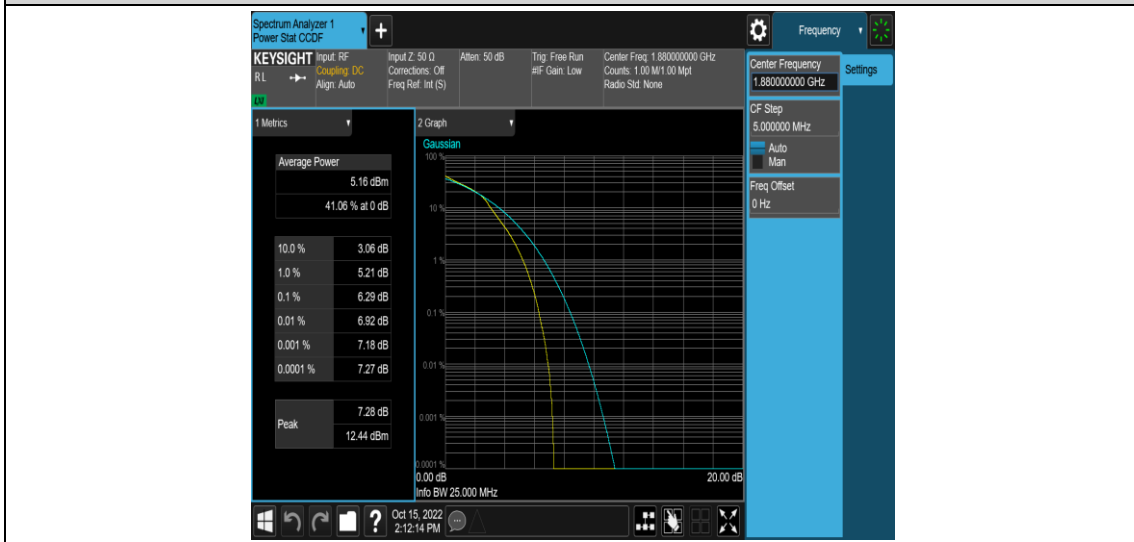 Spectrum Analyzer 1
Power Stat CCDF
+
Frequency
KEYSIGHT
RL
LXI
Input: RF
Coupling: DC
Align: Auto
Input Z: 50 Ω
Corrections: Off
Freq Ref: Int (S)
Atten: 50 dB
Trig: Free Run
#IF Gain: Low
Center Freq: 1.880000000 GHz
Counts: 1.00 M/1.00 Mpt
Radio Std: None
Center Frequency
1.880000000 GHz
Settings
CF Step
5.000000 MHz
Auto
Man
Freq Offset
0 Hz
1 Metrics
Average Power
5.16 dBm
41.06 % at 0 dB
10.0 % 3.06 dB
1.0 % 5.21 dB
0.1 % 6.29 dB
0.01 % 6.92 dB
0.001 % 7.18 dB
0.0001 % 7.27 dB
Peak
7.28 dB
12.44 dBm
2 Graph
Gaussian
100 %
10 %
1 %
0.1 %
0.01 %
0.001 %
0.0001 %
0.00 dB 20.00 dB
Info BW 25.000 MHz
?
Oct 15, 2022
2:12:14 PM